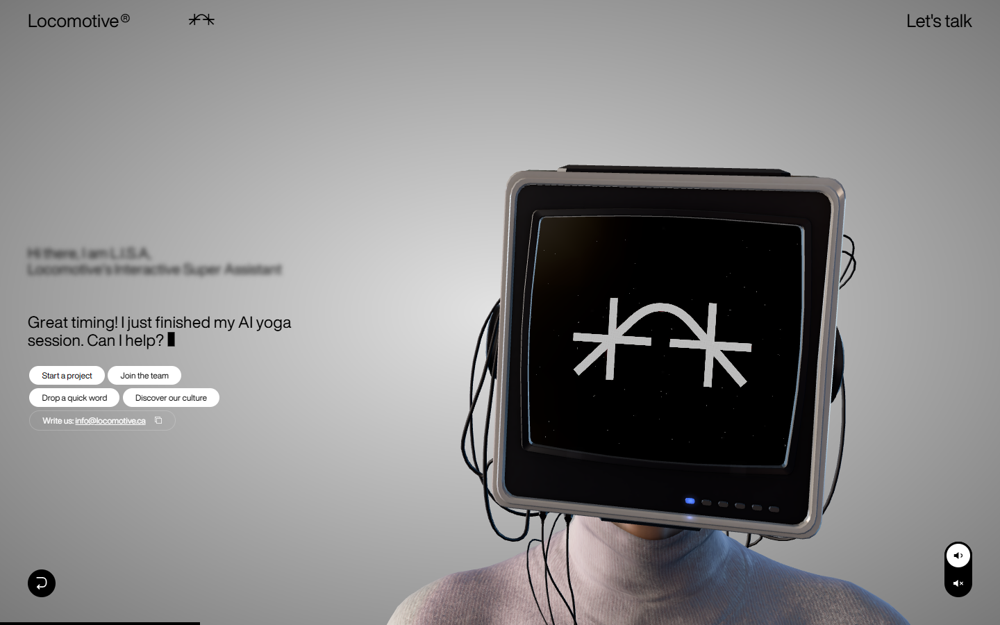 Locomotive®
Let's talk
Hi there, I am L.I.S.A,
Locomotive's Interactive Super Assistant
Great timing! I just finished my AI yoga
session. Can I help?
Start a project
Join the team
Drop a quick word
Discover our culture
Write us: info@locomotive.ca